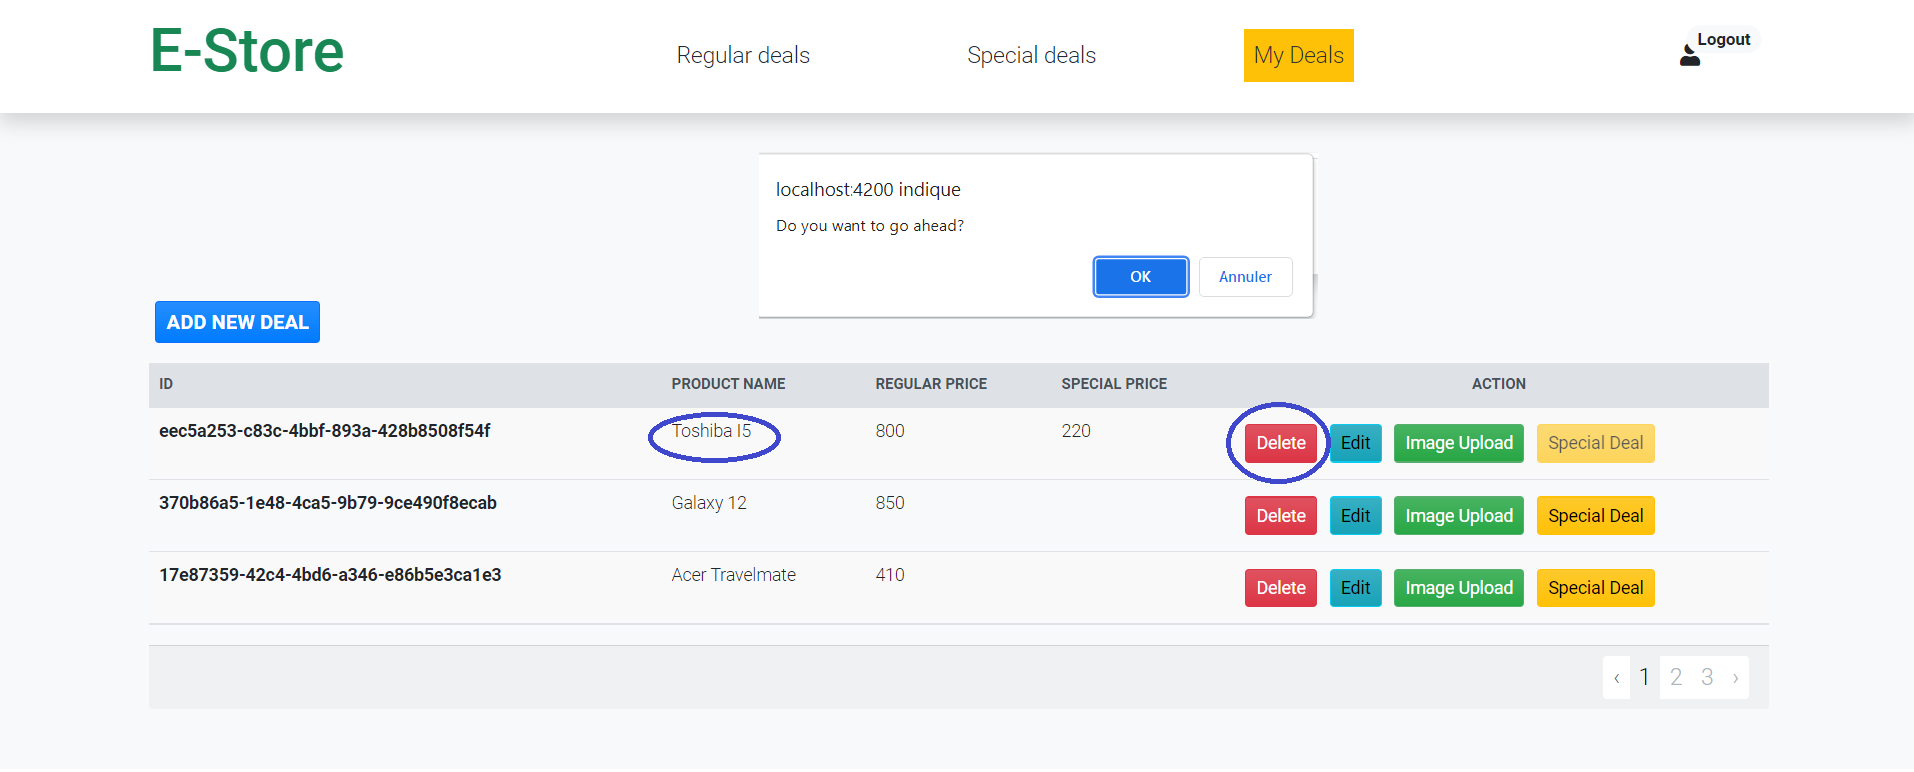 E-Store
Regular deals
Special deals
My Deals
Logout
localhost:4200 indique
Do you want to go ahead?
OK
Annuler
ADD NEW DEAL
ID PRODUCT NAME REGULAR PRICE SPECIAL PRICE ACTION
eec5a253-c83c-4bbf-893a-428b8508f54f Toshiba I5 800 220 Delete Edit Image Upload Special Deal
370b86a5-1e48-4ca5-9b79-9ce490f8ecab Galaxy 12 850 Delete Edit Image Upload Special Deal
17e87359-42c4-4bd6-a346-e86b5e3ca1e3 Acer Travelmate 410 Delete Edit Image Upload Special Deal
‹ 1 2 3 ›